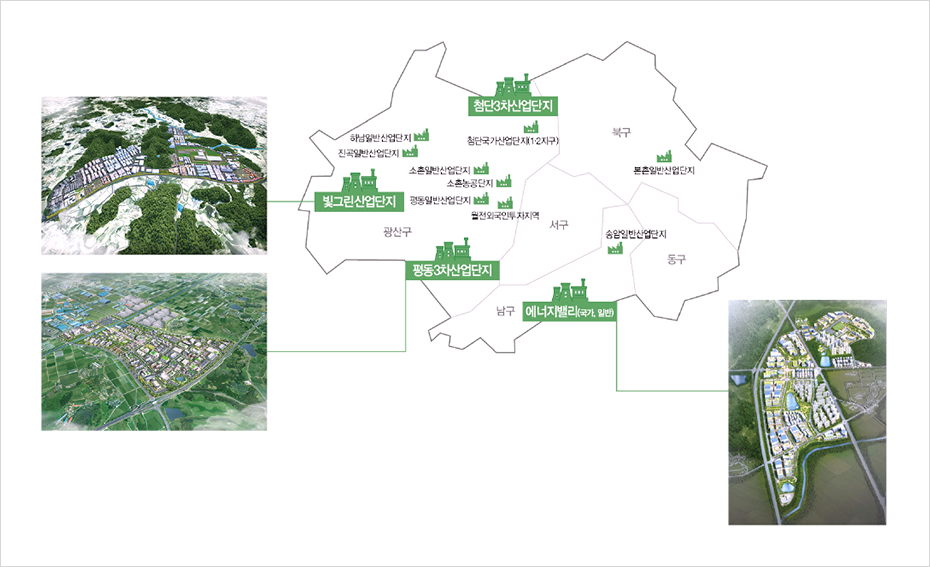 첨단3차산업단지
북구
하남일반산업단지
첨단국가산업단지(1·2지구)
진곡일반산업단지
소촌일반산업단지
본촌일반산업단지
소촌농공단지
빛그린산업단지
평동일반산업단지
월전외국인투자지역
광산구
서구
송암일반산업단지
동구
평동3차산업단지
남구
에너지밸리(국가, 일반)